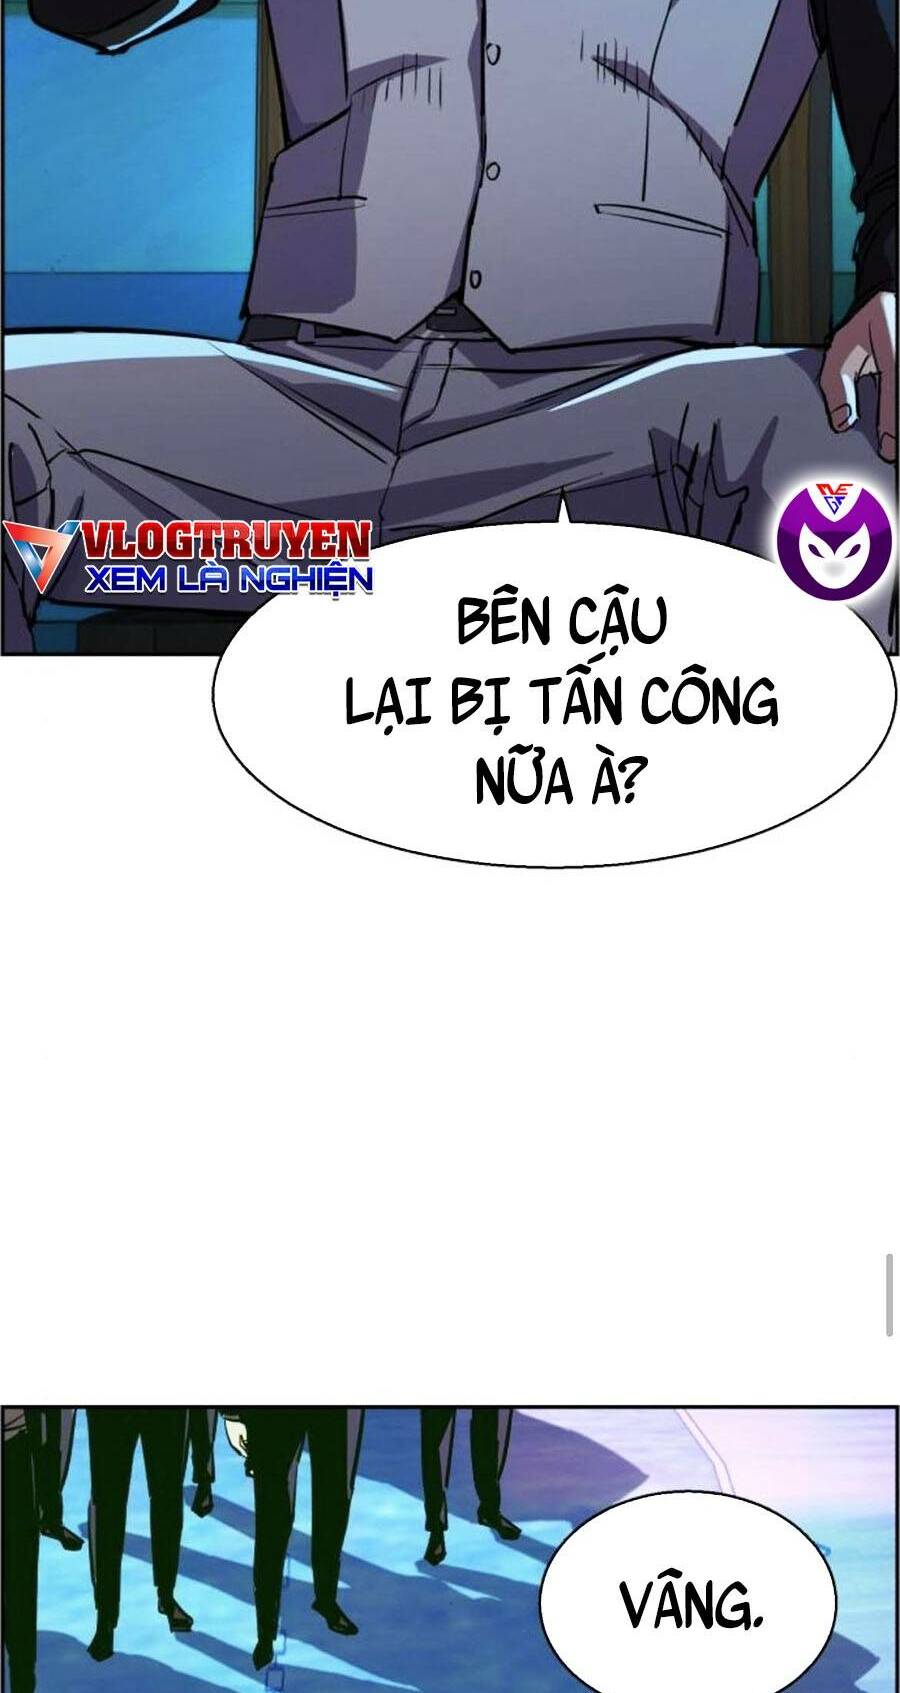 VLOGTRUYEN
XEM LÀ NGHIỆN
BÊN CẬU
LẠI BỊ TẤN CÔNG
NỮA À?
VÂNG.